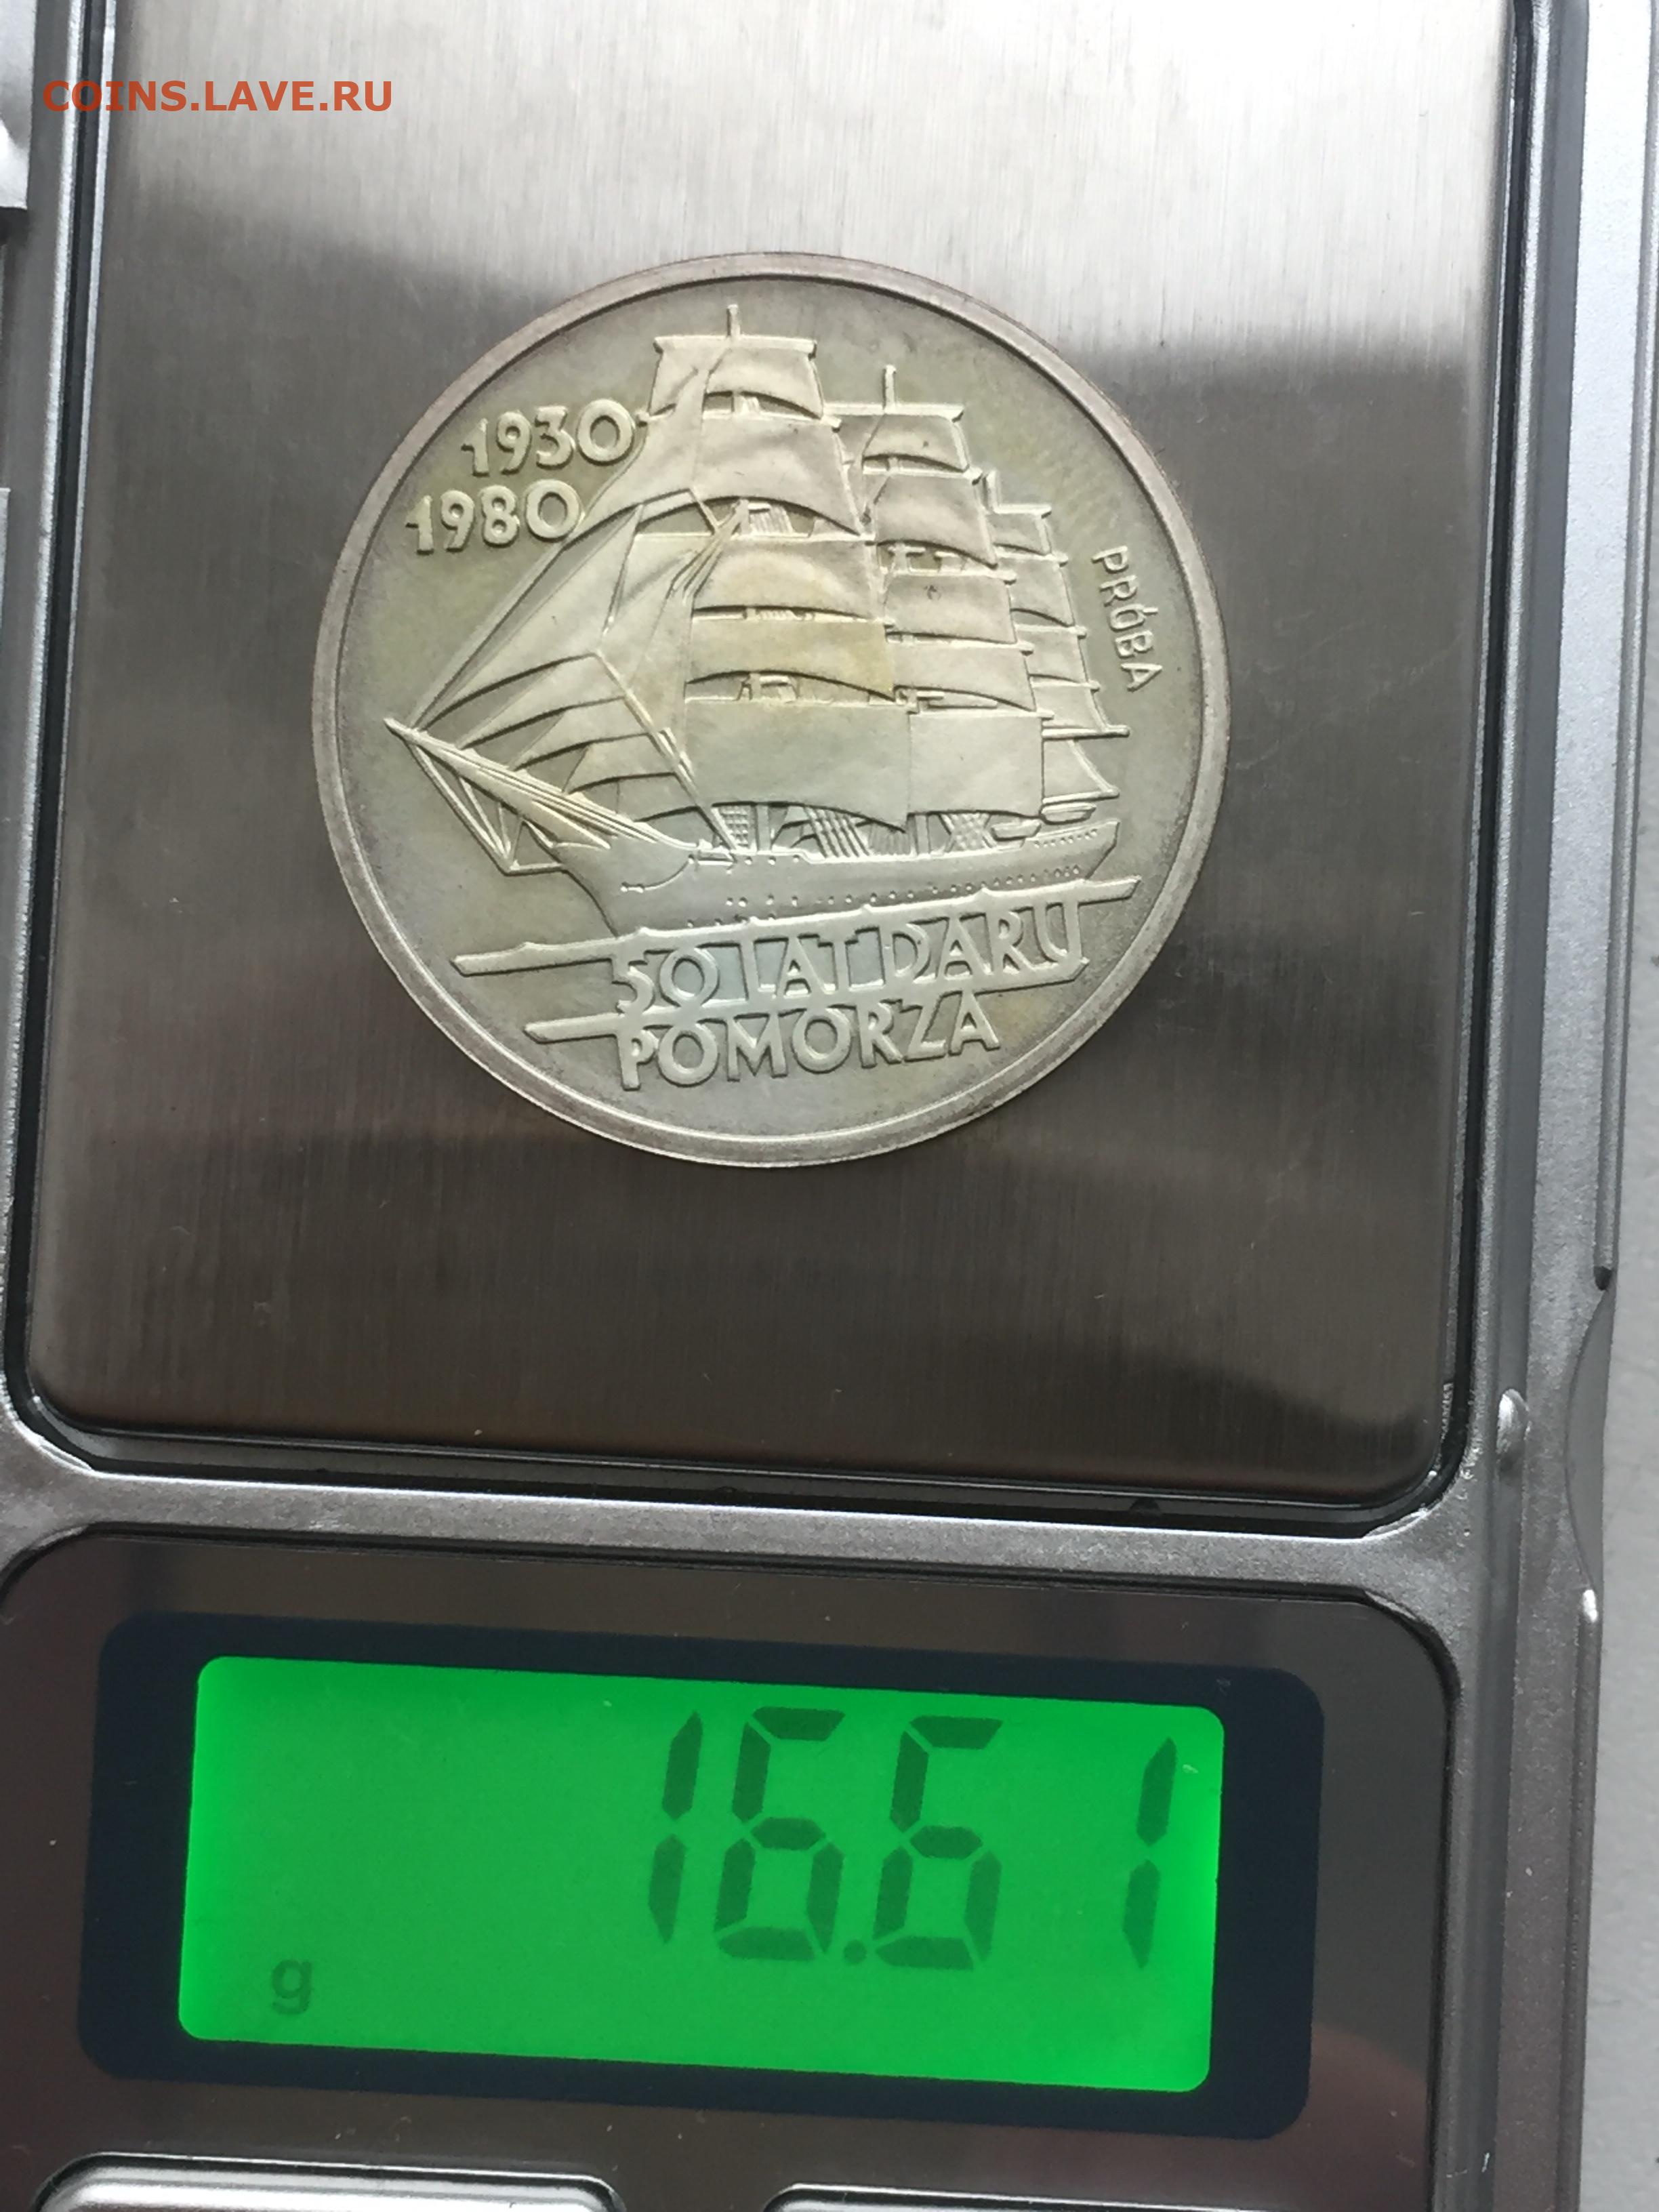 COINS.LAVE.RU
1930
1980
PRÓBA
50 LAT DARU
POMORZA
16.61
g